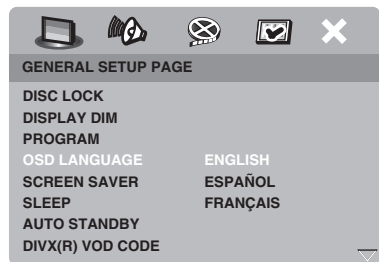 GENERAL SETUP PAGE
DISC LOCK
DISPLAY DIM
PROGRAM
OSD LANGUAGE ENGLISH
SCREEN SAVER ESPAÑOL
SLEEP FRANÇAIS
AUTO STANDBY
DIVX(R) VOD CODE